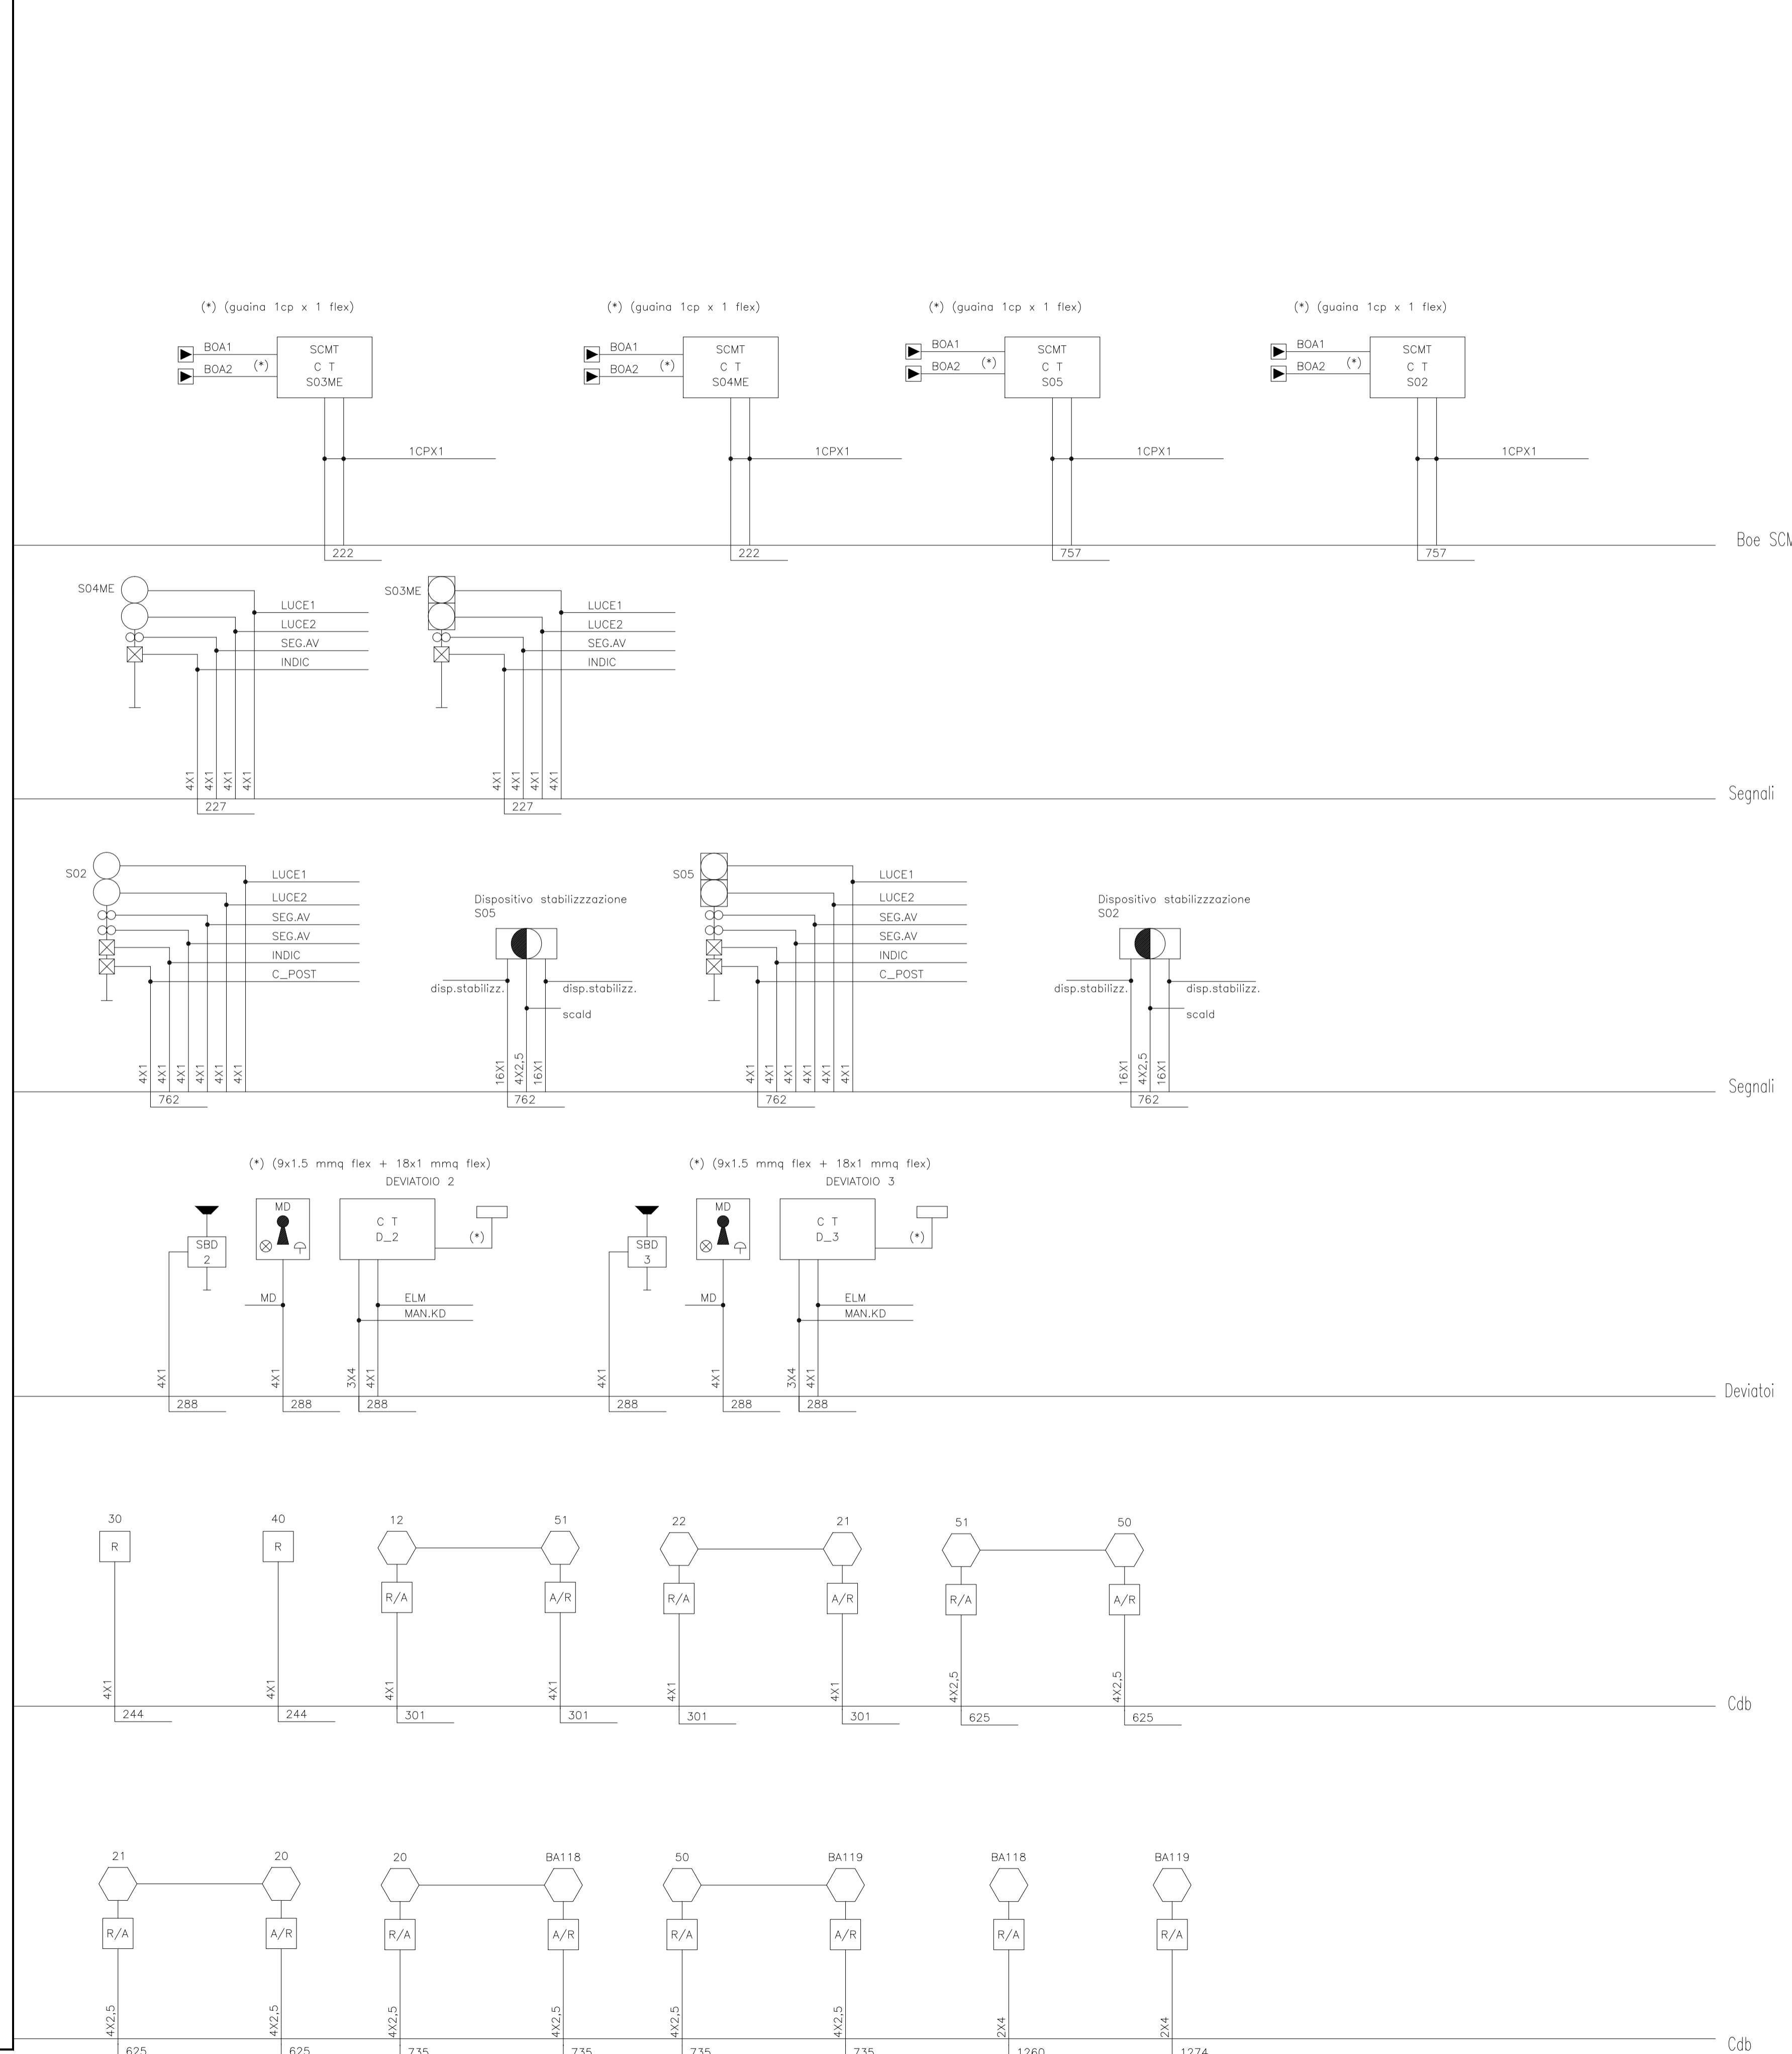 (*) (guaina 1cp x 1 flex) (*) (guaina 1cp x 1 flex) (*) (guaina 1cp x 1 flex) (*) (guaina 1cp x 1 flex)
BOA1
BOA2 (*)
SCMT
C T
S03ME
1CPX1
222
BOA1
BOA2 (*)
SCMT
C T
S04ME
1CPX1
222
BOA1
BOA2 (*)
SCMT
C T
S05
1CPX1
757
BOA1
BOA2 (*)
SCMT
C T
S02
1CPX1
757
Boe SCM
S04ME
LUCE1
LUCE2
SEG.AV
INDIC
4X1 4X1 4X1 4X1
227
S03ME
LUCE1
LUCE2
SEG.AV
INDIC
4X1 4X1 4X1 4X1
227
Segnali
S02
LUCE1
LUCE2
SEG.AV
SEG.AV
INDIC
C_POST
4X1 4X1 4X1 4X1 4X1 4X1
762
Dispositivo stabilizzzazione
S05
disp.stabilizz. disp.stabilizz.
scald
16X1 4X2,5 16X1
762
S05
LUCE1
LUCE2
SEG.AV
SEG.AV
INDIC
C_POST
4X1 4X1 4X1 4X1 4X1 4X1
762
Dispositivo stabilizzzazione
S02
disp.stabilizz. disp.stabilizz.
scald
16X1 4X2,5 16X1
762
Segnali
(*) (9x1.5 mmq flex + 18x1 mmq flex)
DEVIATOIO 2
SBD
2
MD
C T
D_2
(*)
MD
ELM
MAN.KD
4X1 4X1 3X4 4X1
288 288 288
(*) (9x1.5 mmq flex + 18x1 mmq flex)
DEVIATOIO 3
SBD
3
MD
C T
D_3
(*)
MD
ELM
MAN.KD
4X1 4X1 3X4 4X1
288 288 288
Deviatoi
30 40 12 51 22 21 51 50
R R R/A A/R R/A A/R R/A A/R
4X1 4X1 4X1 4X1 4X1 4X1 4X2,5 4X2,5
244 244 301 301 301 301 625 625
Cdb
21 20 20 BA118 50 BA119 BA118 BA119
R/A A/R R/A A/R R/A A/R R/A R/A
4X2,5 4X2,5 4X2,5 4X2,5 4X2,5 4X2,5 2X4 2X4
625 625 735 735 735 735 1260 1274
Cdb